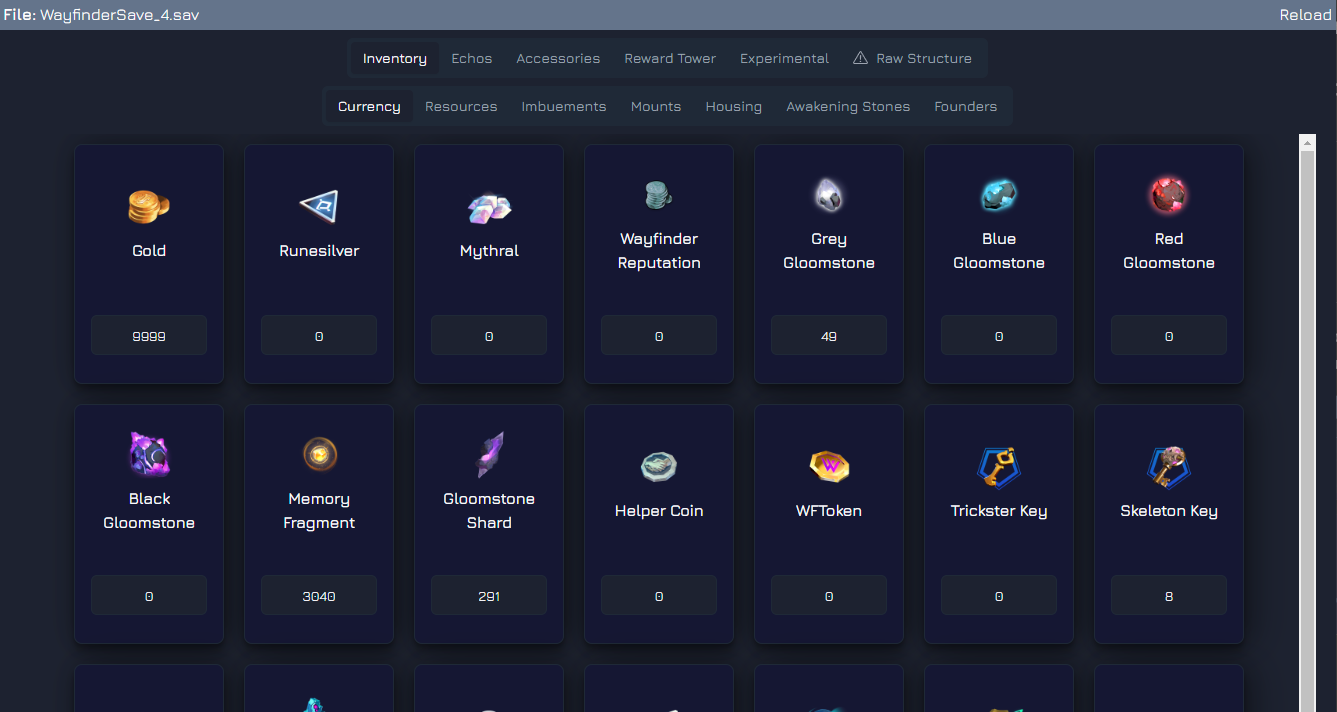 File: WayfinderSave_4.sav
Reload
Inventory
Echos
Accessories
Reward Tower
Experimental
Raw Structure
Currency
Resources
Imbuements
Mounts
Housing
Awakening Stones
Founders
Gold
9999
Runesilver
0
Mythral
0
Wayfinder
Reputation
0
Grey
Gloomstone
49
Blue
Gloomstone
0
Red
Gloomstone
0
Black
Gloomstone
0
Memory
Fragment
3040
Gloomstone
Shard
291
Helper Coin
0
WFToken
0
Trickster Key
0
Skeleton Key
8